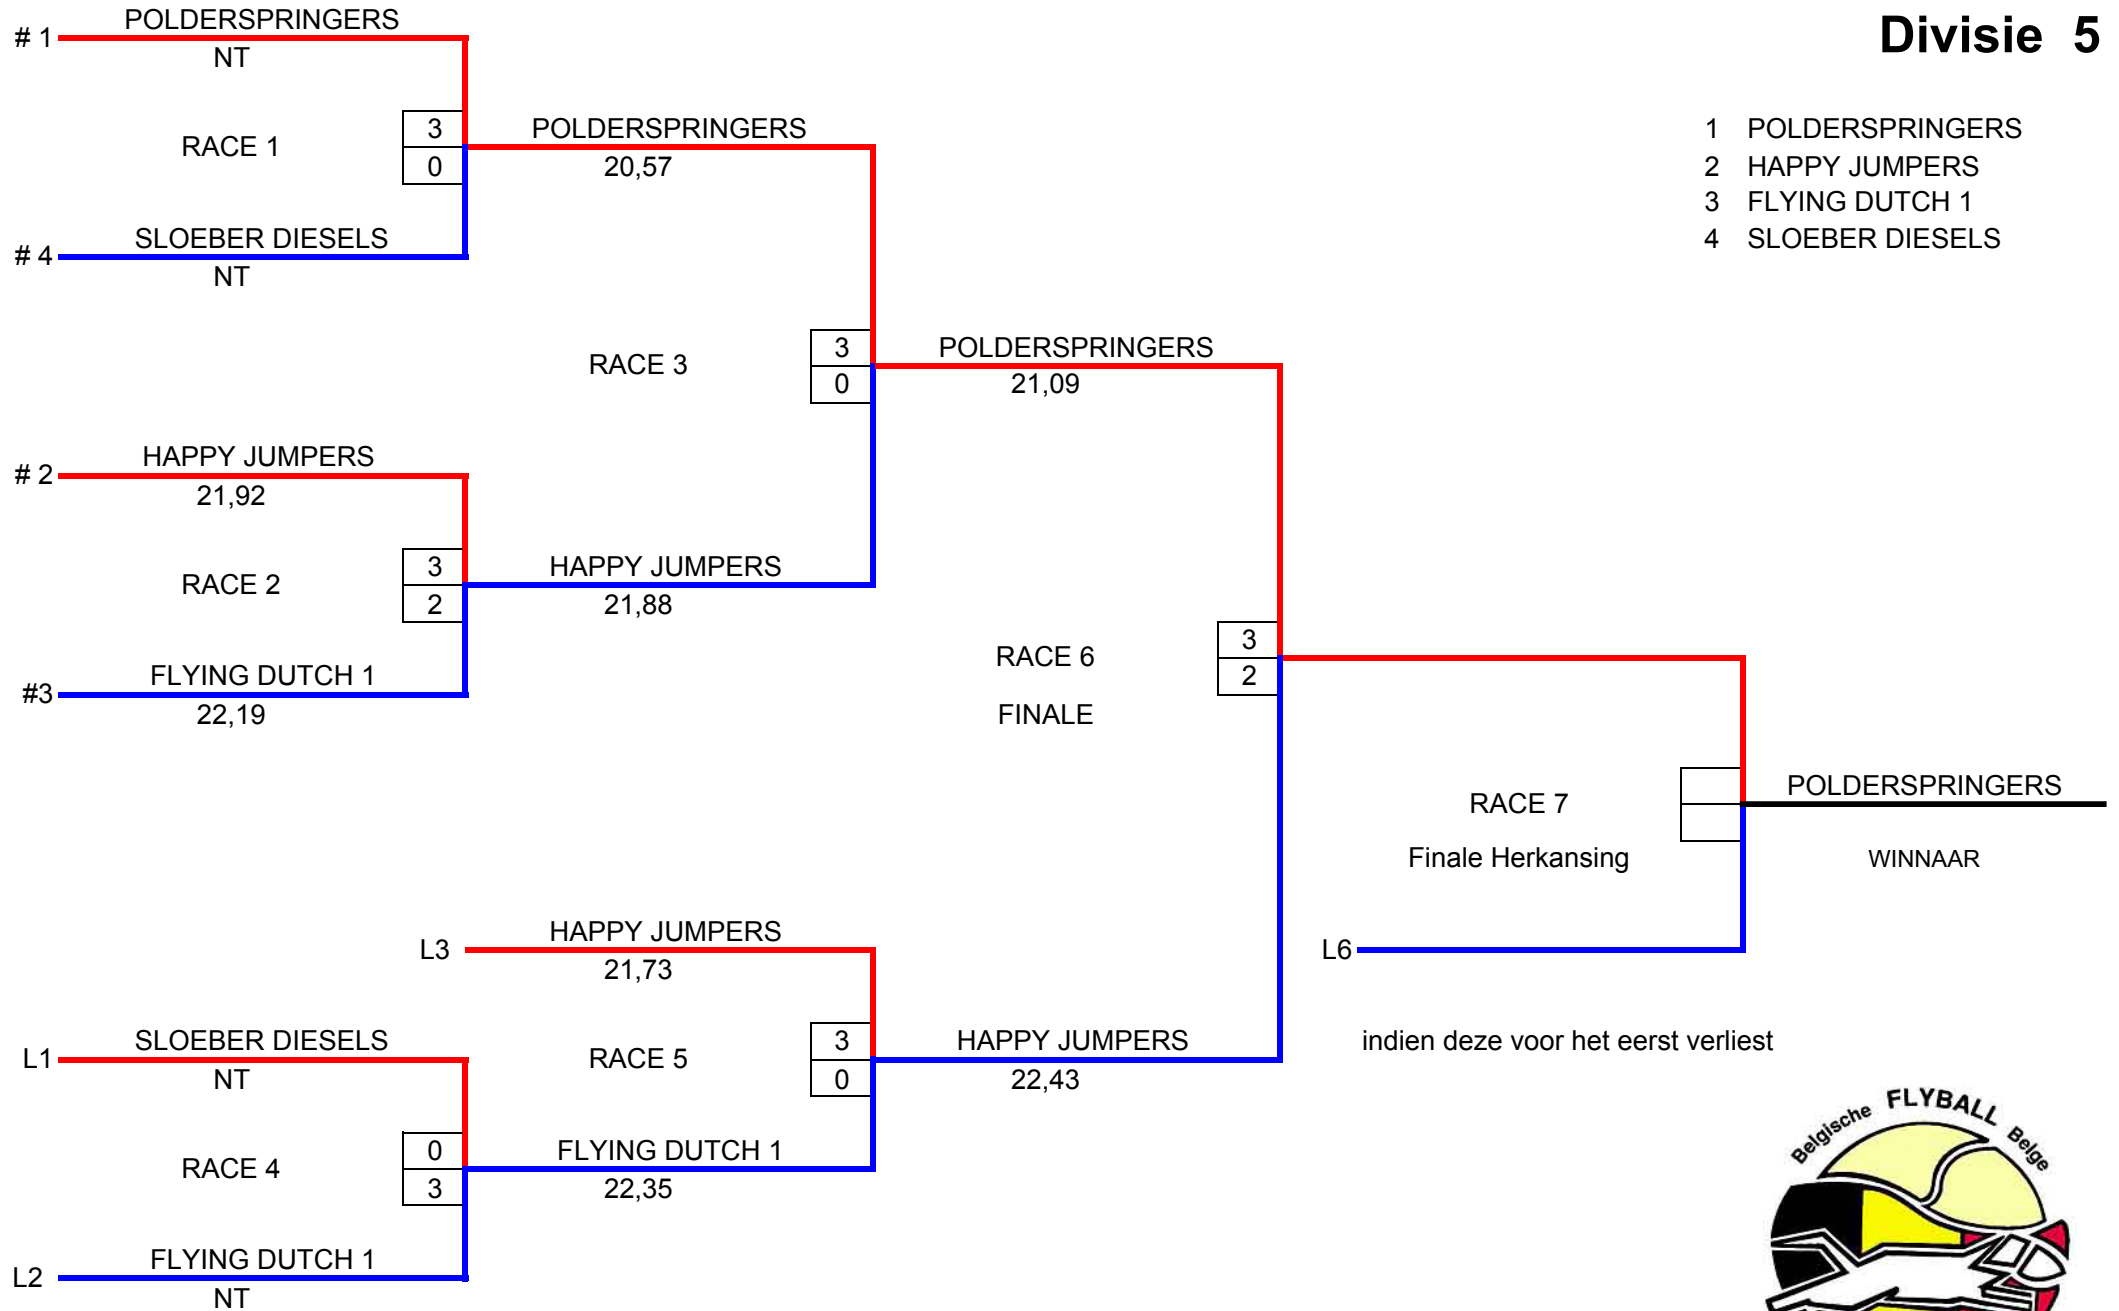 Divisie 5
1 POLDERSPRINGERS
2 HAPPY JUMPERS
3 FLYING DUTCH 1
4 SLOEBER DIESELS
# 1 POLDERSPRINGERS
NT
RACE 1
3
0
# 4 SLOEBER DIESELS
NT
POLDERSPRINGERS
20,57
RACE 3
3
0
# 2 HAPPY JUMPERS
21,92
RACE 2
3
2
#3 FLYING DUTCH 1
22,19
HAPPY JUMPERS
21,88
POLDERSPRINGERS
21,09
RACE 6
FINALE
3
2
L3 HAPPY JUMPERS
21,73
RACE 5
3
0
L1 SLOEBER DIESELS
NT
RACE 4
0
3
L2 FLYING DUTCH 1
NT
FLYING DUTCH 1
22,35
HAPPY JUMPERS
22,43
RACE 7
Finale Herkansing
L6
indien deze voor het eerst verliest
POLDERSPRINGERS
WINNAAR
Belgische FLYBALL Belge